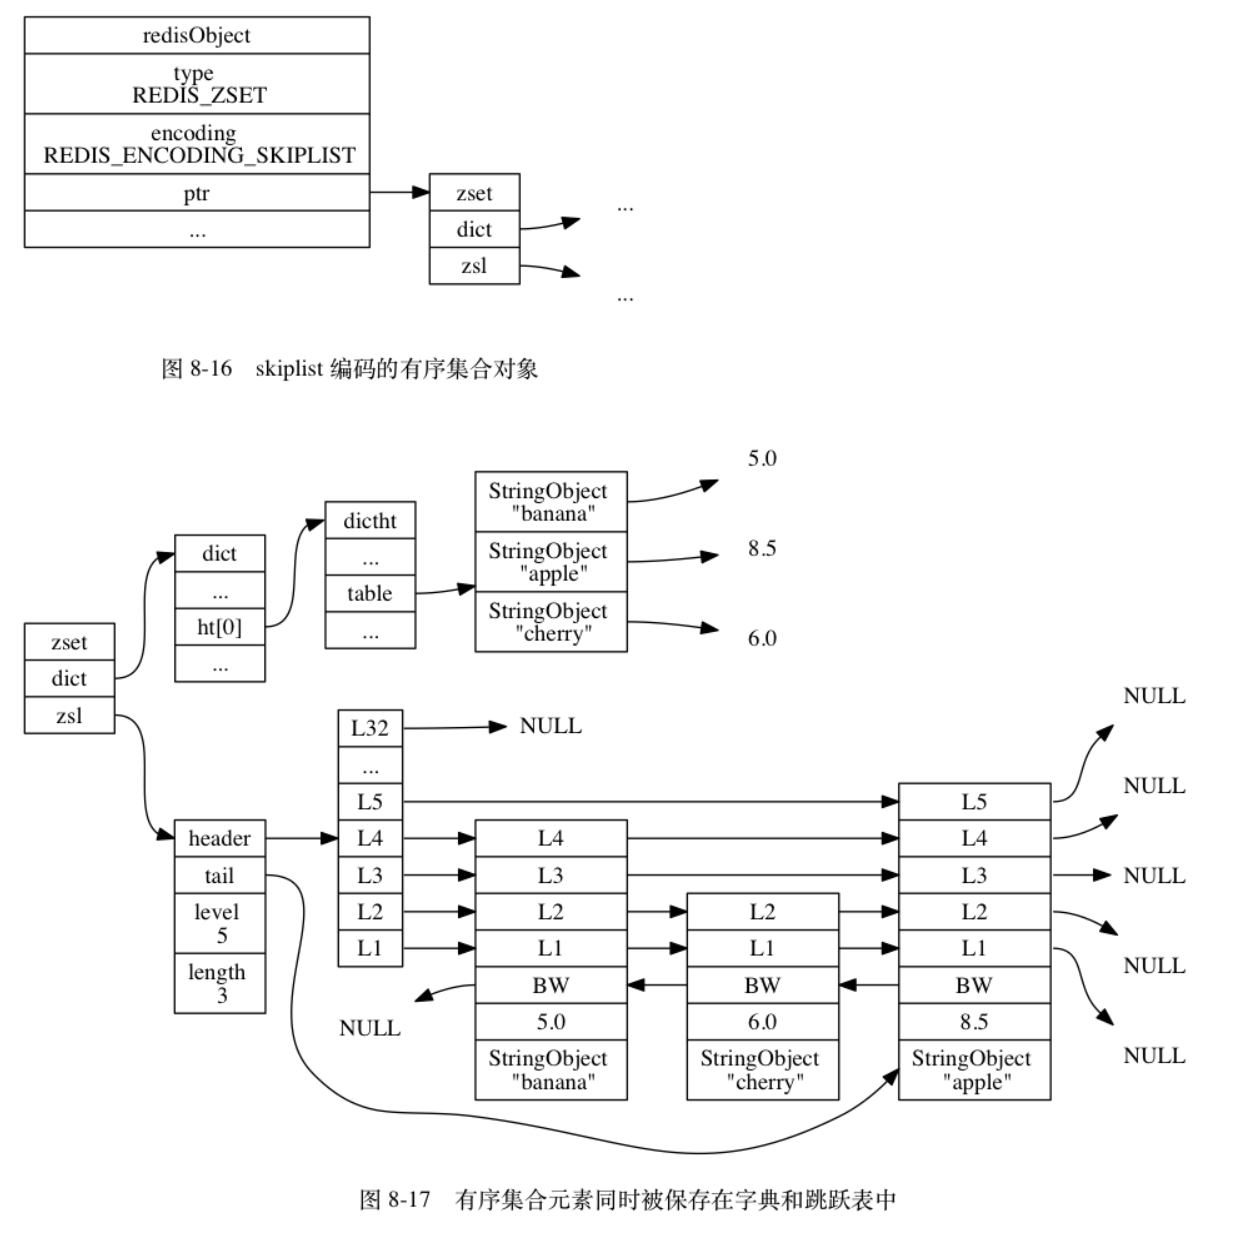 redisObject
type
REDIS_ZSET
encoding
REDIS_ENCODING_SKIPLIST
ptr
...
zset
dict
zsl
...
...
图 8-16 skiplist 编码的有序集合对象
zset
dict
zsl
dict
...
ht[0]
...
dictht
...
table
...
StringObject
"banana"
StringObject
"apple"
StringObject
"cherry"
5.0
8.5
6.0
header
tail
level
5
length
3
L32
...
L5
L4
L3
L2
L1
NULL
NULL
L4
L3
L2
L1
BW
5.0
StringObject
"banana"
L2
L1
BW
6.0
StringObject
"cherry"
L5
L4
L3
L2
L1
BW
8.5
StringObject
"apple"
NULL
NULL
NULL
NULL
NULL
图 8-17 有序集合元素同时被保存在字典和跳跃表中